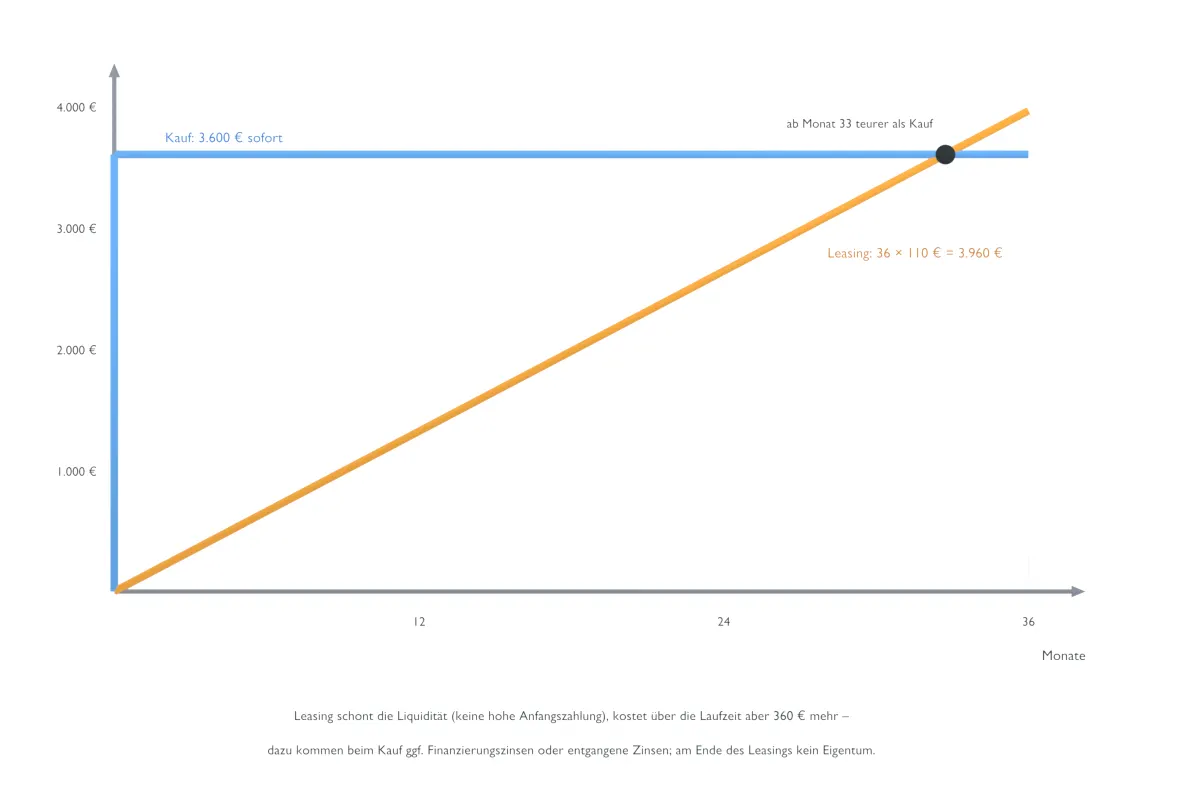 4.000 €
Kauf: 3.600 € sofort
ab Monat 33 teurer als Kauf
3.000 €
Leasing: 36 × 110 € = 3.960 €
2.000 €
1.000 €
12
24
36
Monate
Leasing schont die Liquidität (keine hohe Anfangszahlung), kostet über die Laufzeit aber 360 € mehr –
dazu kommen beim Kauf ggf. Finanzierungszinsen oder entgangene Zinsen; am Ende des Leasings kein Eigentum.